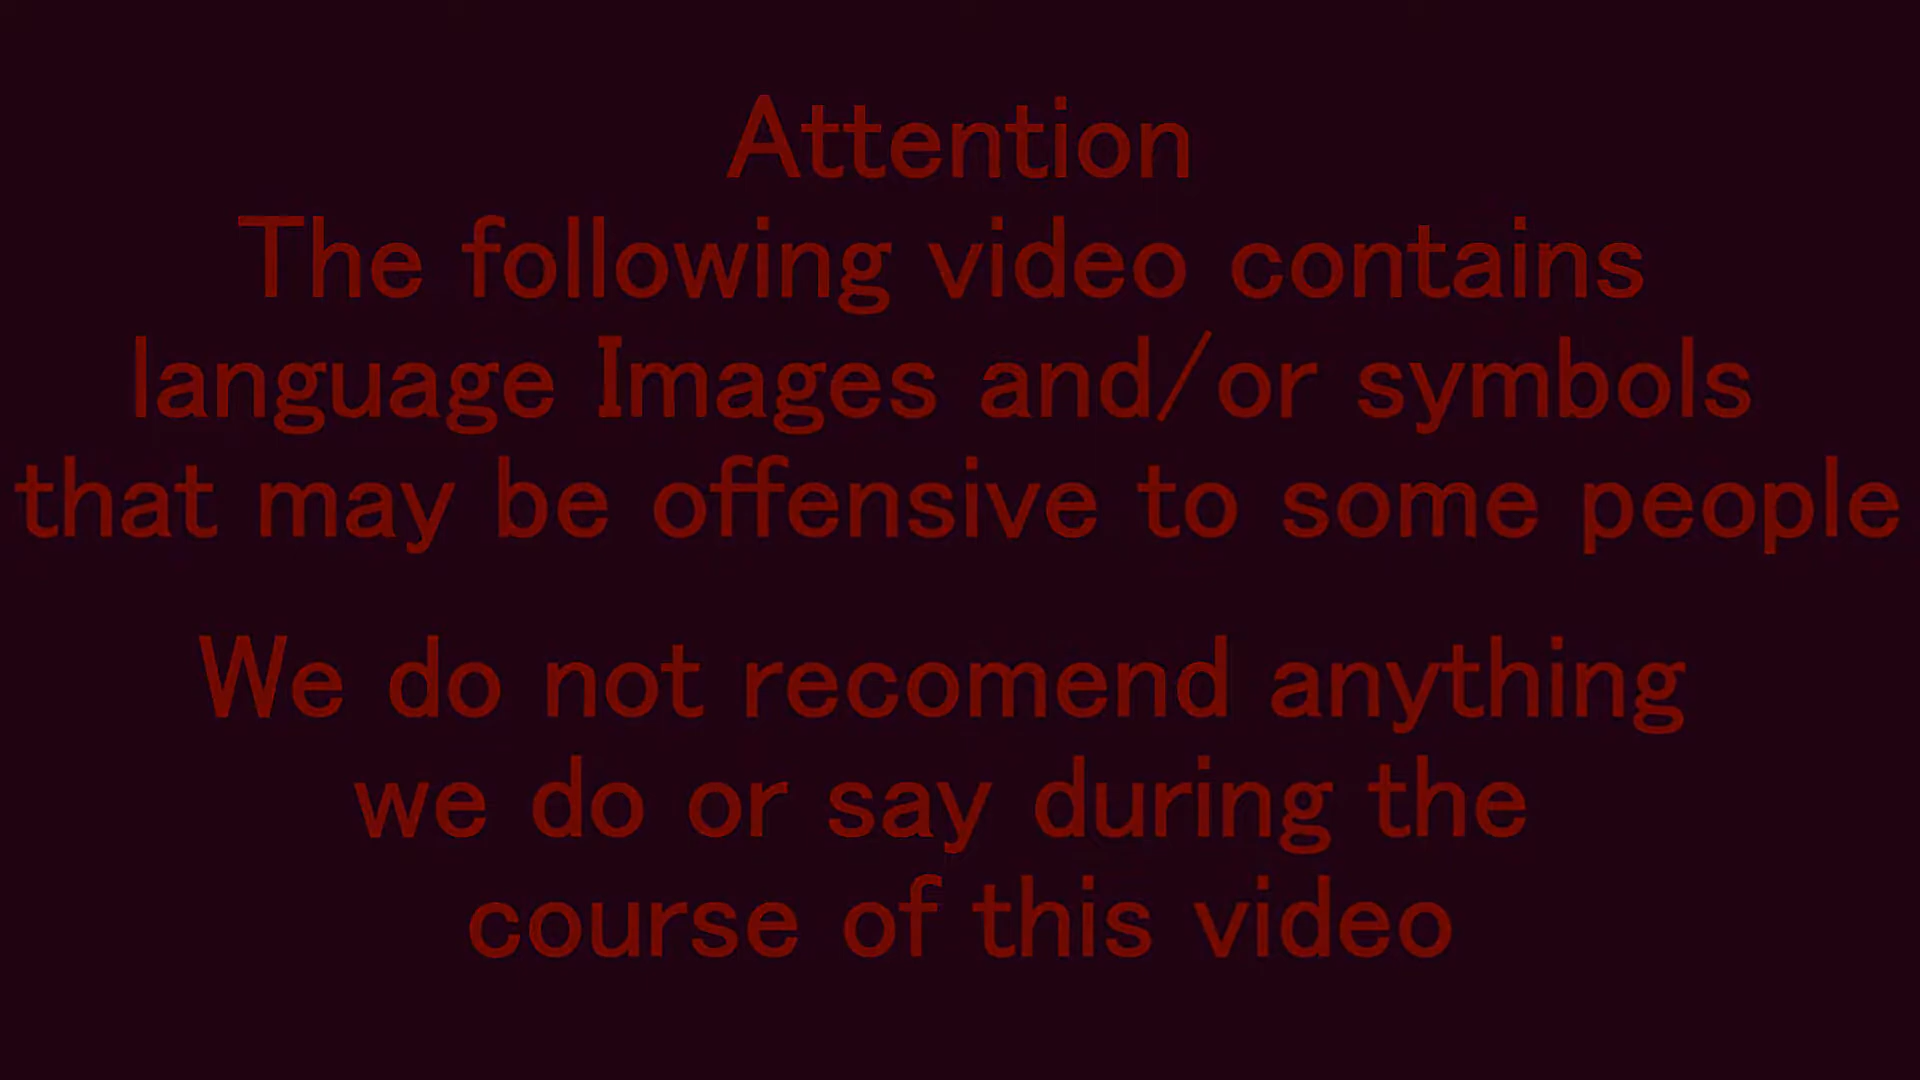 Attention
The following video contains
language Images and/or symbols
that may be offensive to some people
We do not recomend anything
we do or say during the
course of this video